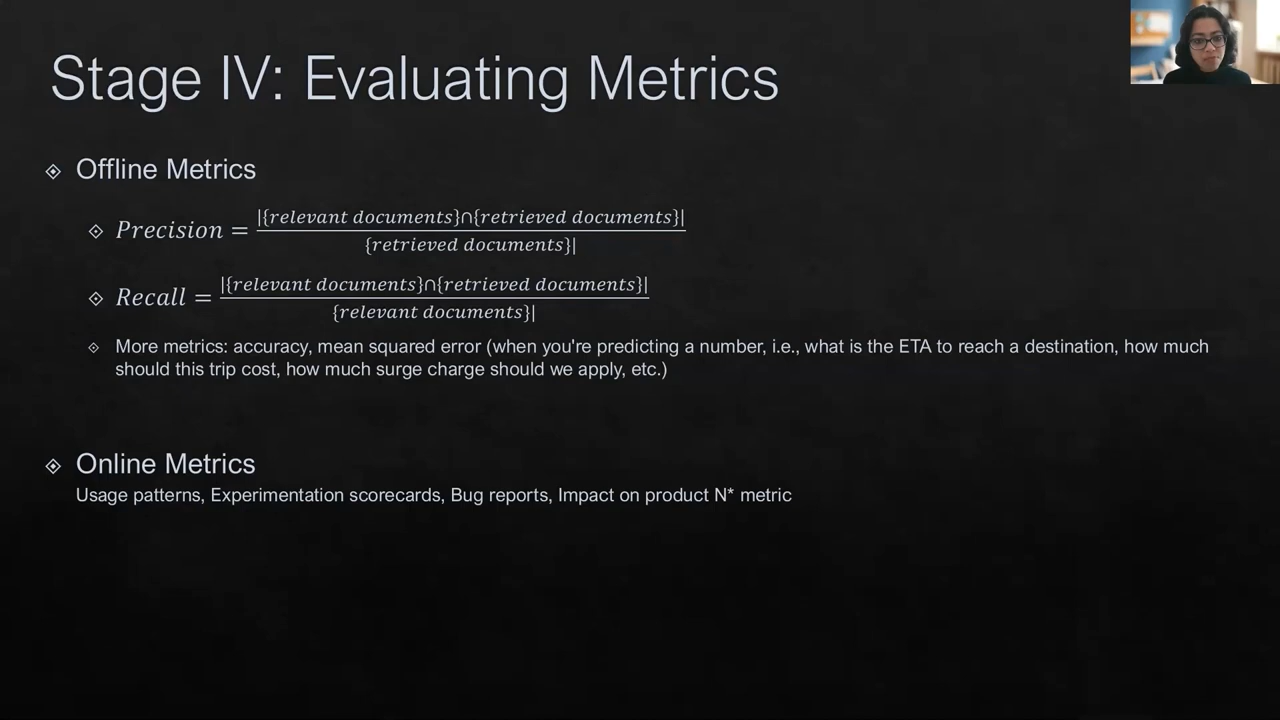 Stage IV: Evaluating Metrics
Offline Metrics
Precision = |{relevant documents}∩{retrieved documents}| / {retrieved documents}|
Recall = |{relevant documents}∩{retrieved documents}| / {relevant documents}|
More metrics: accuracy, mean squared error (when you're predicting a number, i.e., what is the ETA to reach a destination, how much
should this trip cost, how much surge charge should we apply, etc.)
Online Metrics
Usage patterns, Experimentation scorecards, Bug reports, Impact on product N* metric